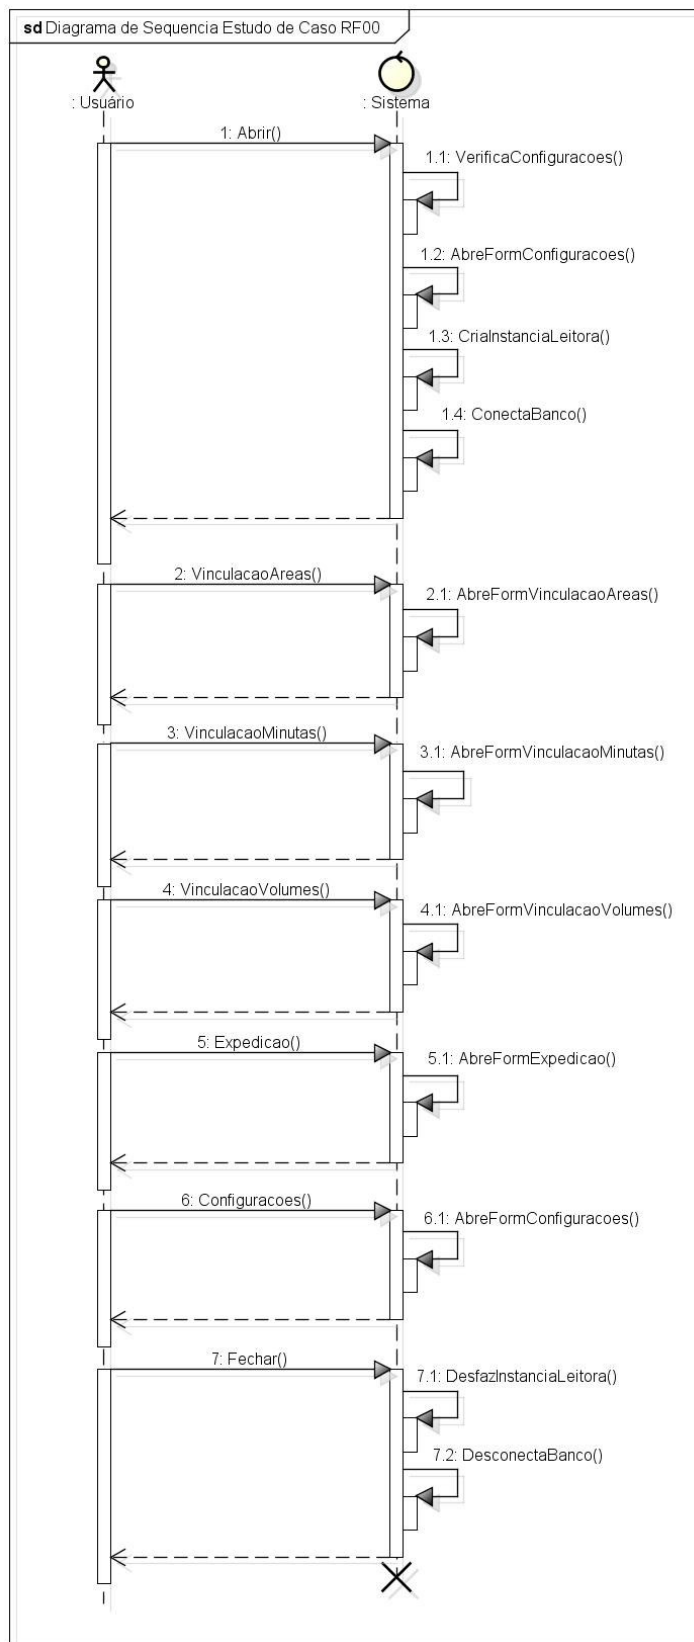 sd Diagrama de Sequencia Estudo de Caso RF00
: Usuário
: Sistema
1: Abrir()
1.1: VerificaConfiguracoes()
1.2: AbreFormConfiguracoes()
1.3: CriaInstanciaLeitora()
1.4: ConectaBanco()
2: VinculacaoAreas()
2.1: AbreFormVinculacaoAreas()
3: VinculacaoMinutas()
3.1: AbreFormVinculacaoMinutas()
4: VinculacaoVolumes()
4.1: AbreFormVinculacaoVolumes()
5: Expedicao()
5.1: AbreFormExpedicao()
6: Configuracoes()
6.1: AbreFormConfiguracoes()
7: Fechar()
7.1: DesfazInstanciaLeitora()
7.2: DesconectaBanco()